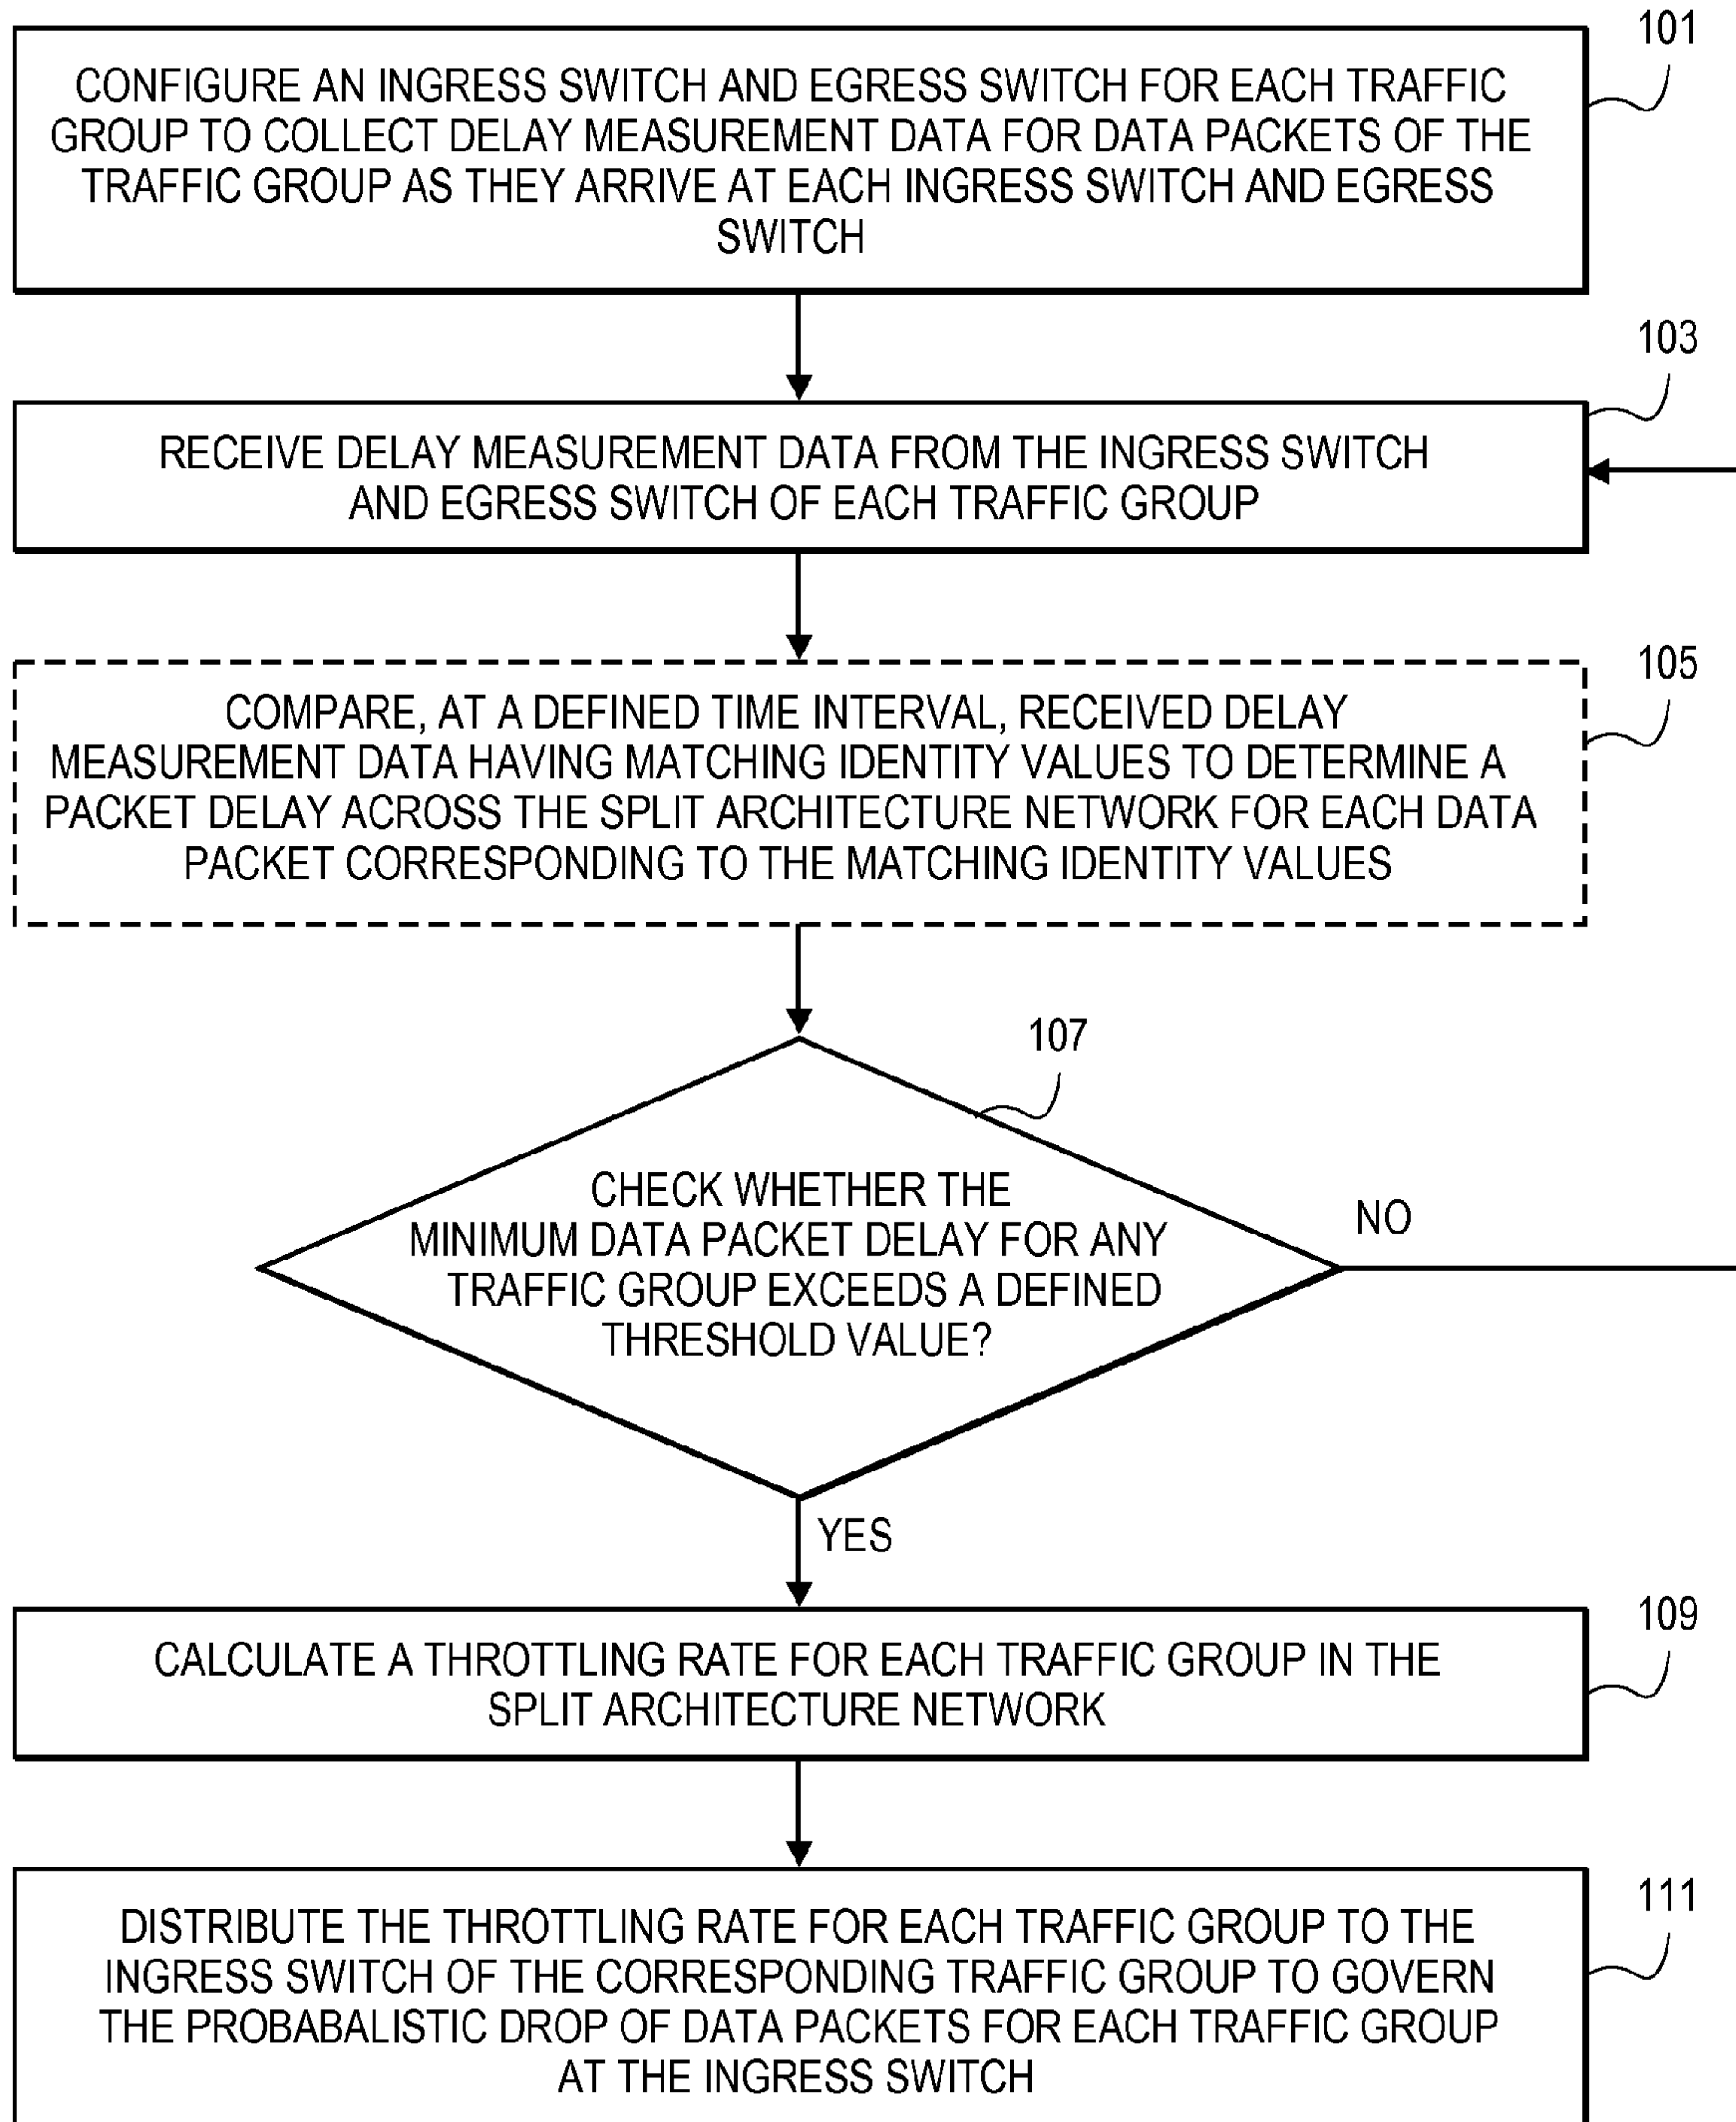 101
CONFIGURE AN INGRESS SWITCH AND EGRESS SWITCH FOR EACH TRAFFIC
GROUP TO COLLECT DELAY MEASUREMENT DATA FOR DATA PACKETS OF THE
TRAFFIC GROUP AS THEY ARRIVE AT EACH INGRESS SWITCH AND EGRESS
SWITCH
103
RECEIVE DELAY MEASUREMENT DATA FROM THE INGRESS SWITCH
AND EGRESS SWITCH OF EACH TRAFFIC GROUP
105
COMPARE, AT A DEFINED TIME INTERVAL, RECEIVED DELAY
MEASUREMENT DATA HAVING MATCHING IDENTITY VALUES TO DETERMINE A
PACKET DELAY ACROSS THE SPLIT ARCHITECTURE NETWORK FOR EACH DATA
PACKET CORRESPONDING TO THE MATCHING IDENTITY VALUES
107
CHECK WHETHER THE
MINIMUM DATA PACKET DELAY FOR ANY
TRAFFIC GROUP EXCEEDS A DEFINED
THRESHOLD VALUE?
NO
YES
109
CALCULATE A THROTTLING RATE FOR EACH TRAFFIC GROUP IN THE
SPLIT ARCHITECTURE NETWORK
111
DISTRIBUTE THE THROTTLING RATE FOR EACH TRAFFIC GROUP TO THE
INGRESS SWITCH OF THE CORRESPONDING TRAFFIC GROUP TO GOVERN
THE PROBABALISTIC DROP OF DATA PACKETS FOR EACH TRAFFIC GROUP
AT THE INGRESS SWITCH